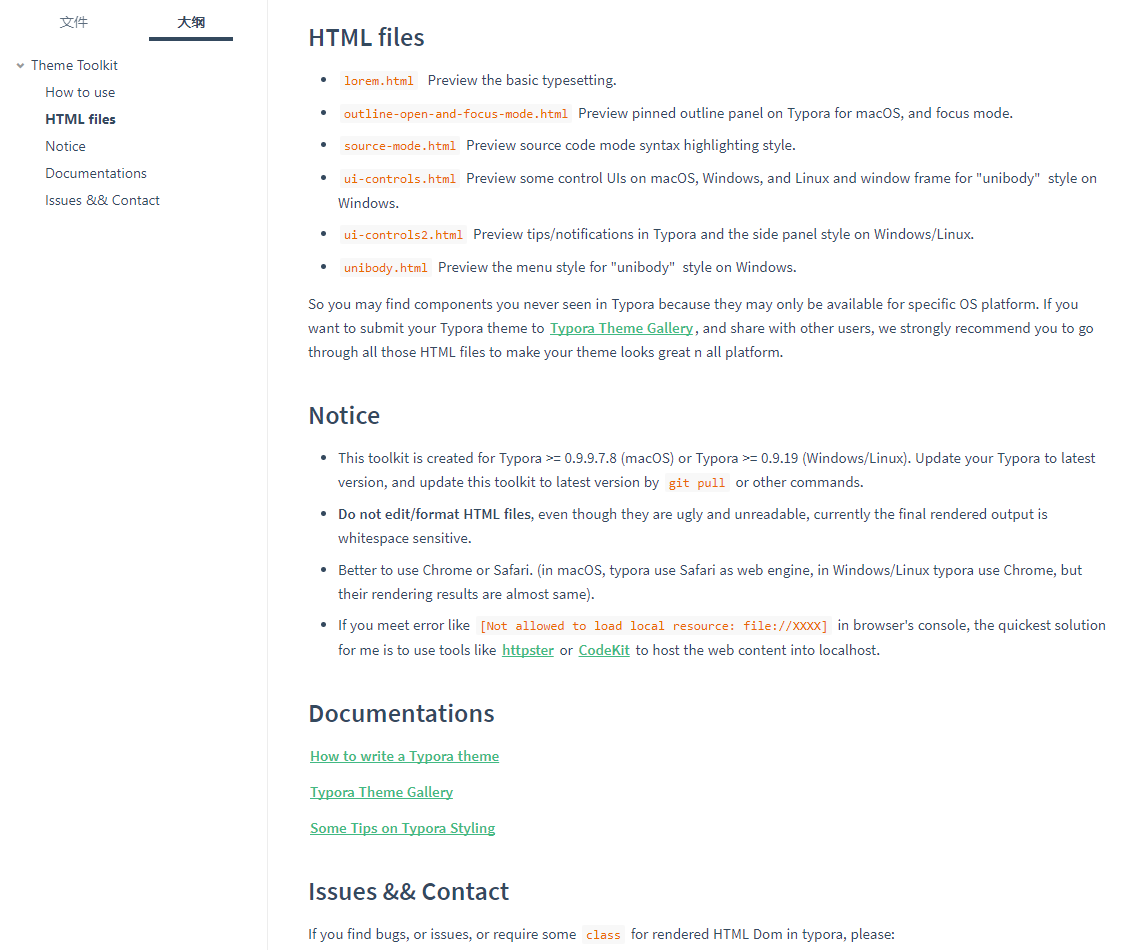 文件 大纲
Theme Toolkit
How to use
HTML files
Notice
Documentations
Issues && Contact
HTML files
lorem.html Preview the basic typesetting.
outline-open-and-focus-mode.html Preview pinned outline panel on Typora for macOS, and focus mode.
source-mode.html Preview source code mode syntax highlighting style.
ui-controls.html Preview some control UIs on macOS, Windows, and Linux and window frame for "unibody" style on
Windows.
ui-controls2.html Preview tips/notifications in Typora and the side panel style on Windows/Linux.
unibody.html Preview the menu style for "unibody" style on Windows.
So you may find components you never seen in Typora because they may only be available for specific OS platform. If you
want to submit your Typora theme to Typora Theme Gallery, and share with other users, we strongly recommend you to go
through all those HTML files to make your theme looks great n all platform.
Notice
This toolkit is created for Typora >= 0.9.9.7.8 (macOS) or Typora >= 0.9.19 (Windows/Linux). Update your Typora to latest
version, and update this toolkit to latest version by git pull or other commands.
Do not edit/format HTML files, even though they are ugly and unreadable, currently the final rendered output is
whitespace sensitive.
Better to use Chrome or Safari. (in macOS, typora use Safari as web engine, in Windows/Linux typora use Chrome, but
their rendering results are almost same).
If you meet error like [Not allowed to load local resource: file://XXXX] in browser's console, the quickest solution
for me is to use tools like httpster or CodeKit to host the web content into localhost.
Documentations
How to write a Typora theme
Typora Theme Gallery
Some Tips on Typora Styling
Issues && Contact
If you find bugs, or issues, or require some class for rendered HTML Dom in typora, please: